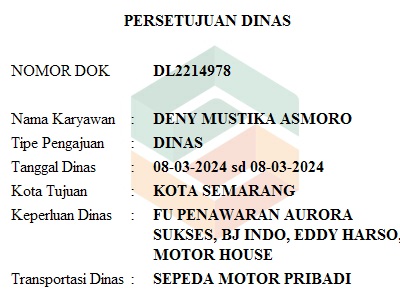 PERSETUJUAN DINAS
NOMOR DOK DL2214978
Nama Karyawan : DENY MUSTIKA ASMORO
Tipe Pengajuan : DINAS
Tanggal Dinas : 08-03-2024 sd 08-03-2024
Kota Tujuan : KOTA SEMARANG
Keperluan Dinas : FU PENAWARAN AURORA
SUKSES, BJ INDO, EDDY HARSO,
MOTOR HOUSE
Transportasi Dinas : SEPEDA MOTOR PRIBADI